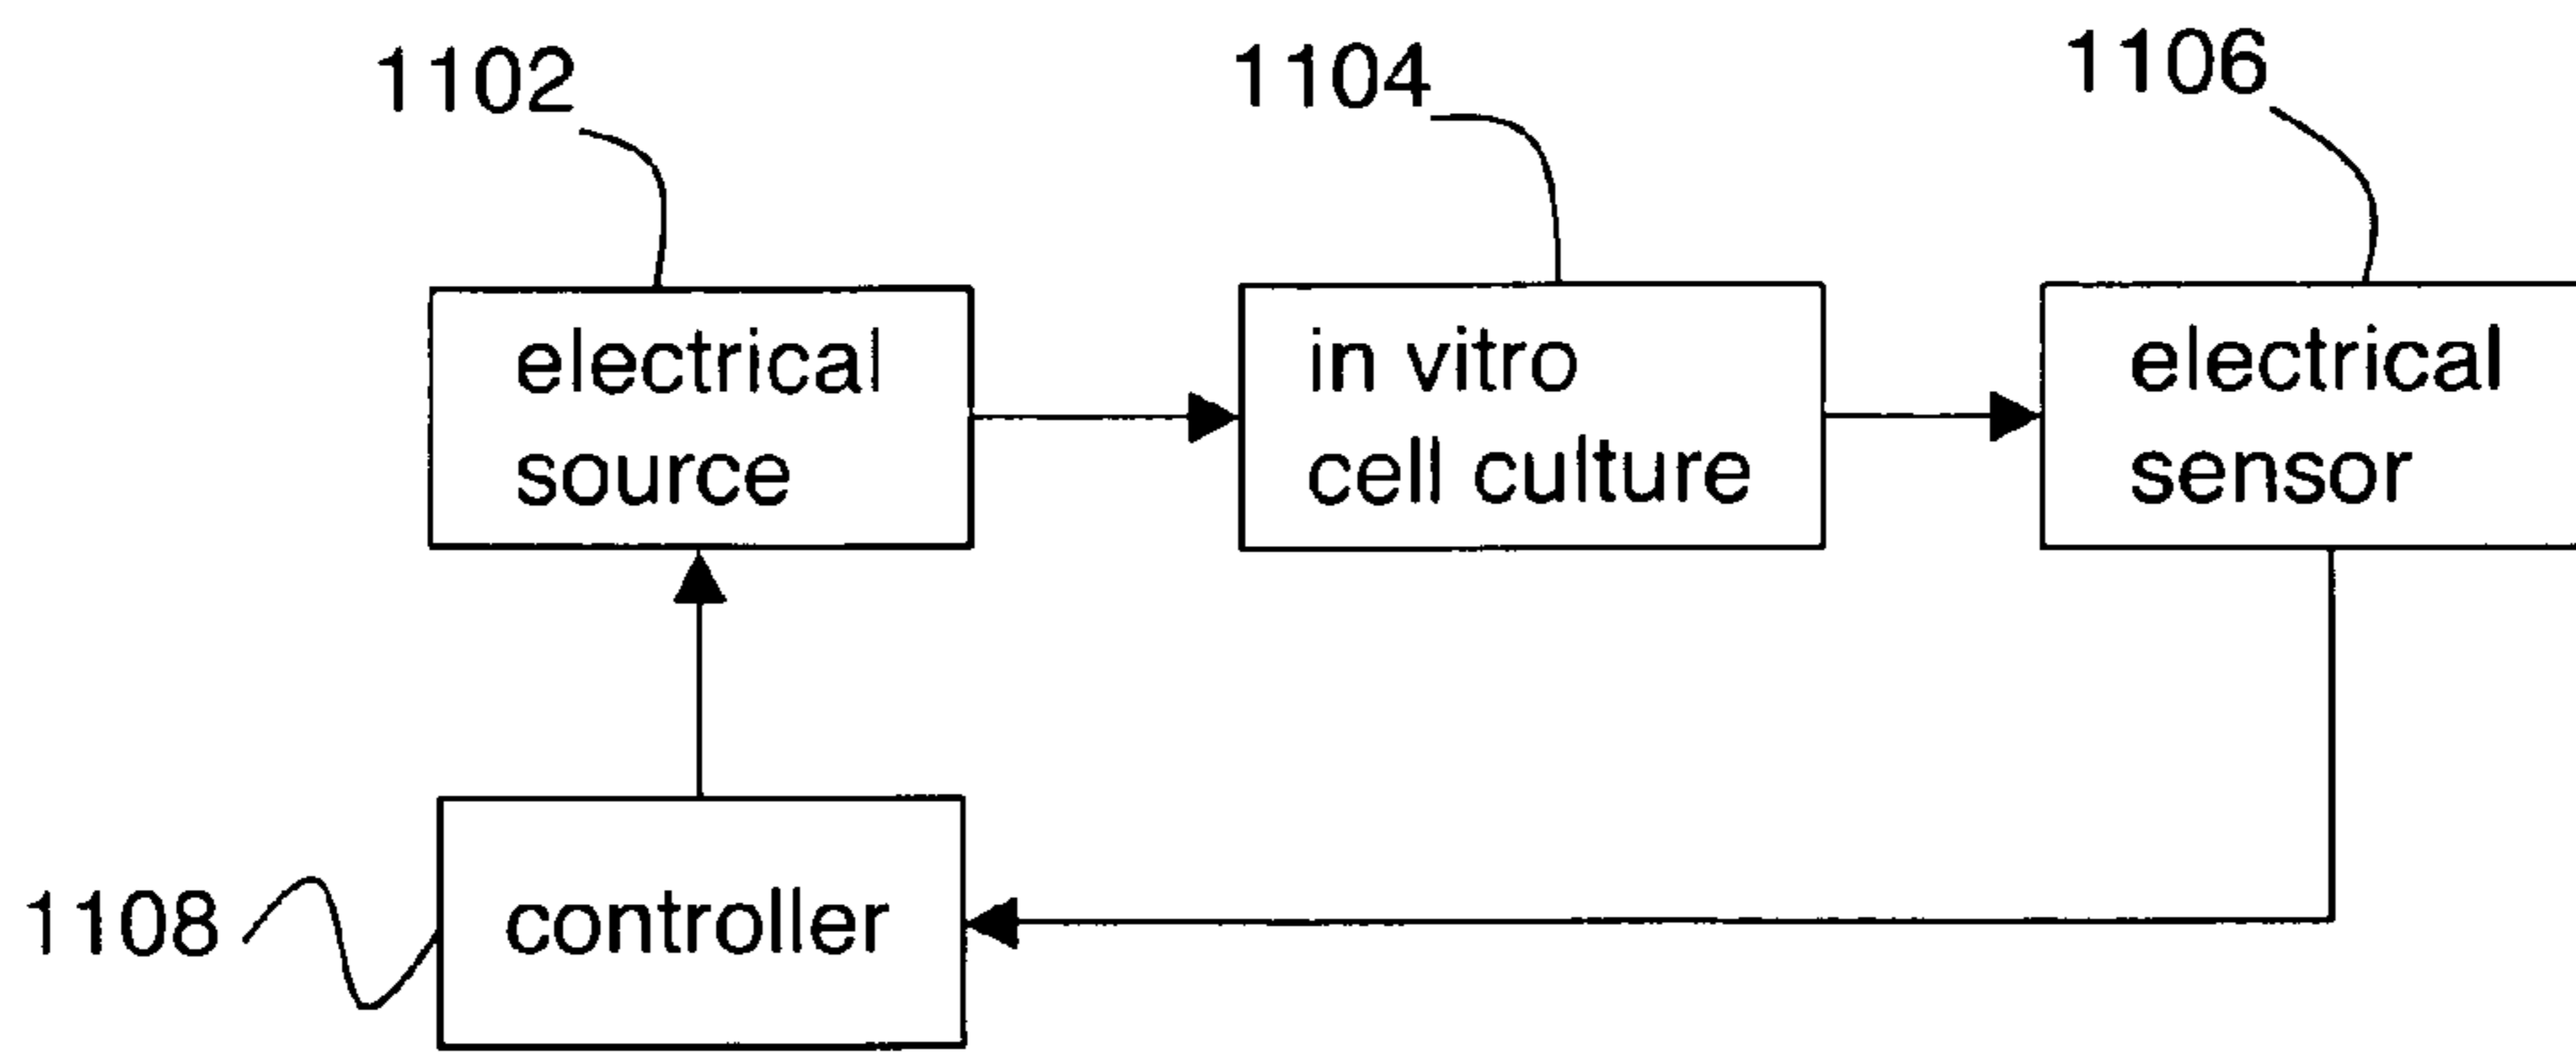 1102
1104
1106
electrical
source
in vitro
cell culture
electrical
sensor
1108
controller